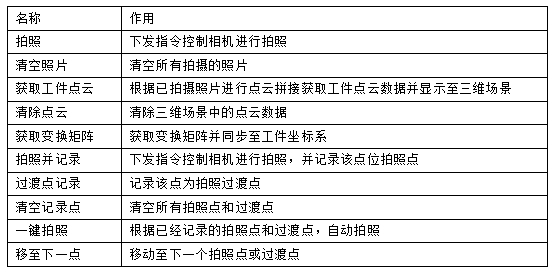 名称 作用
拍照 下发指令控制相机进行拍照
清空照片 清空所有拍摄的照片
获取工件点云 根据已拍摄照片进行点云拼接获取工件点云数据并显示至三维场景
清除点云 清除三维场景中的点云数据
获取变换矩阵 获取变换矩阵并同步至工件坐标系
拍照并记录 下发指令控制相机进行拍照，并记录该点位拍照点
过渡点记录 记录该点为拍照过渡点
清空记录点 清空所有拍照点和过渡点
一键拍照 根据已经记录的拍照点和过渡点，自动拍照
移至下一点 移动至下一个拍照点或过渡点